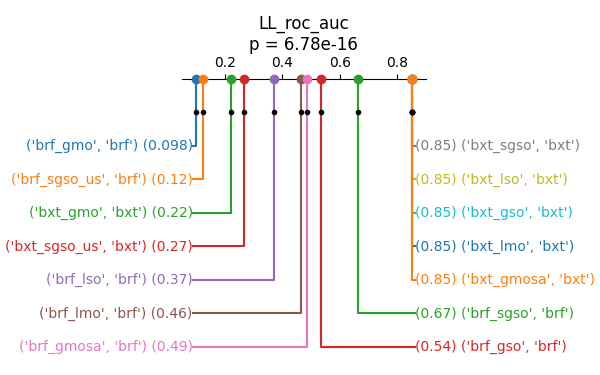 LL_roc_auc
p = 6.78e-16
0.2 0.4 0.6 0.8
('brf_gmo', 'brf') (0.098) (0.85) ('bxt_sgso', 'bxt')
('brf_sgso_us', 'brf') (0.12) (0.85) ('bxt_lso', 'bxt')
('bxt_gmo', 'bxt') (0.22) (0.85) ('bxt_gso', 'bxt')
('bxt_sgso_us', 'bxt') (0.27) (0.85) ('bxt_lmo', 'bxt')
('brf_lso', 'brf') (0.37) (0.85) ('bxt_gmosa', 'bxt')
('brf_lmo', 'brf') (0.46) (0.67) ('brf_sgso', 'brf')
('brf_gmosa', 'brf') (0.49) (0.54) ('brf_gso', 'brf')